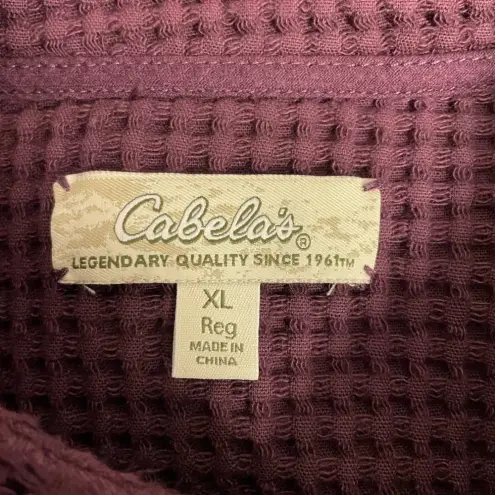 Cabela's®
LEGENDARY QUALITY SINCE 1961™
XL
Reg
MADE IN
CHINA